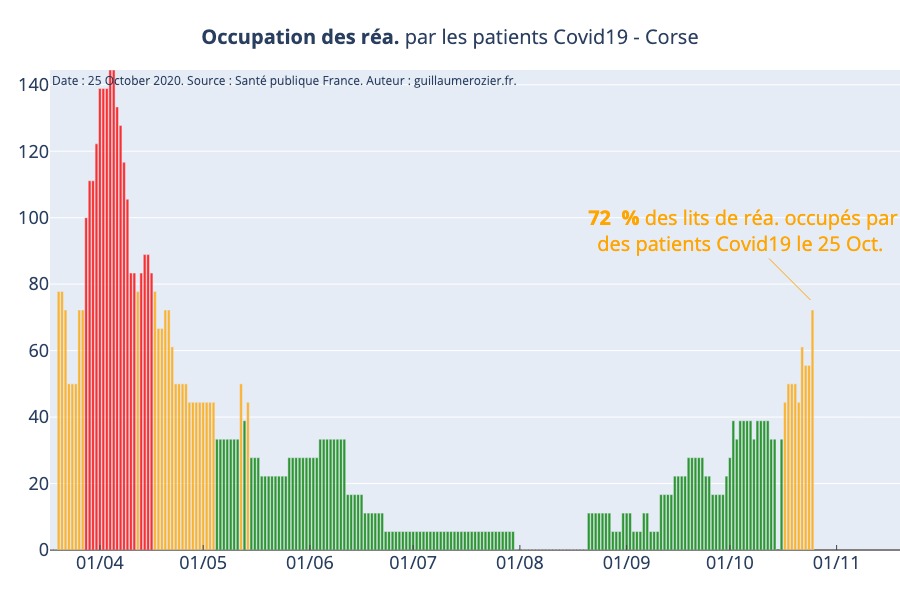 Occupation des réa. par les patients Covid19 - Corse
Date : 25 October 2020. Source : Santé publique France. Auteur : guillaumerozier.fr.
140
120
100
80
60
40
20
0
72 % des lits de réa. occupés par
des patients Covid19 le 25 Oct.
01/04 01/05 01/06 01/07 01/08 01/09 01/10 01/11